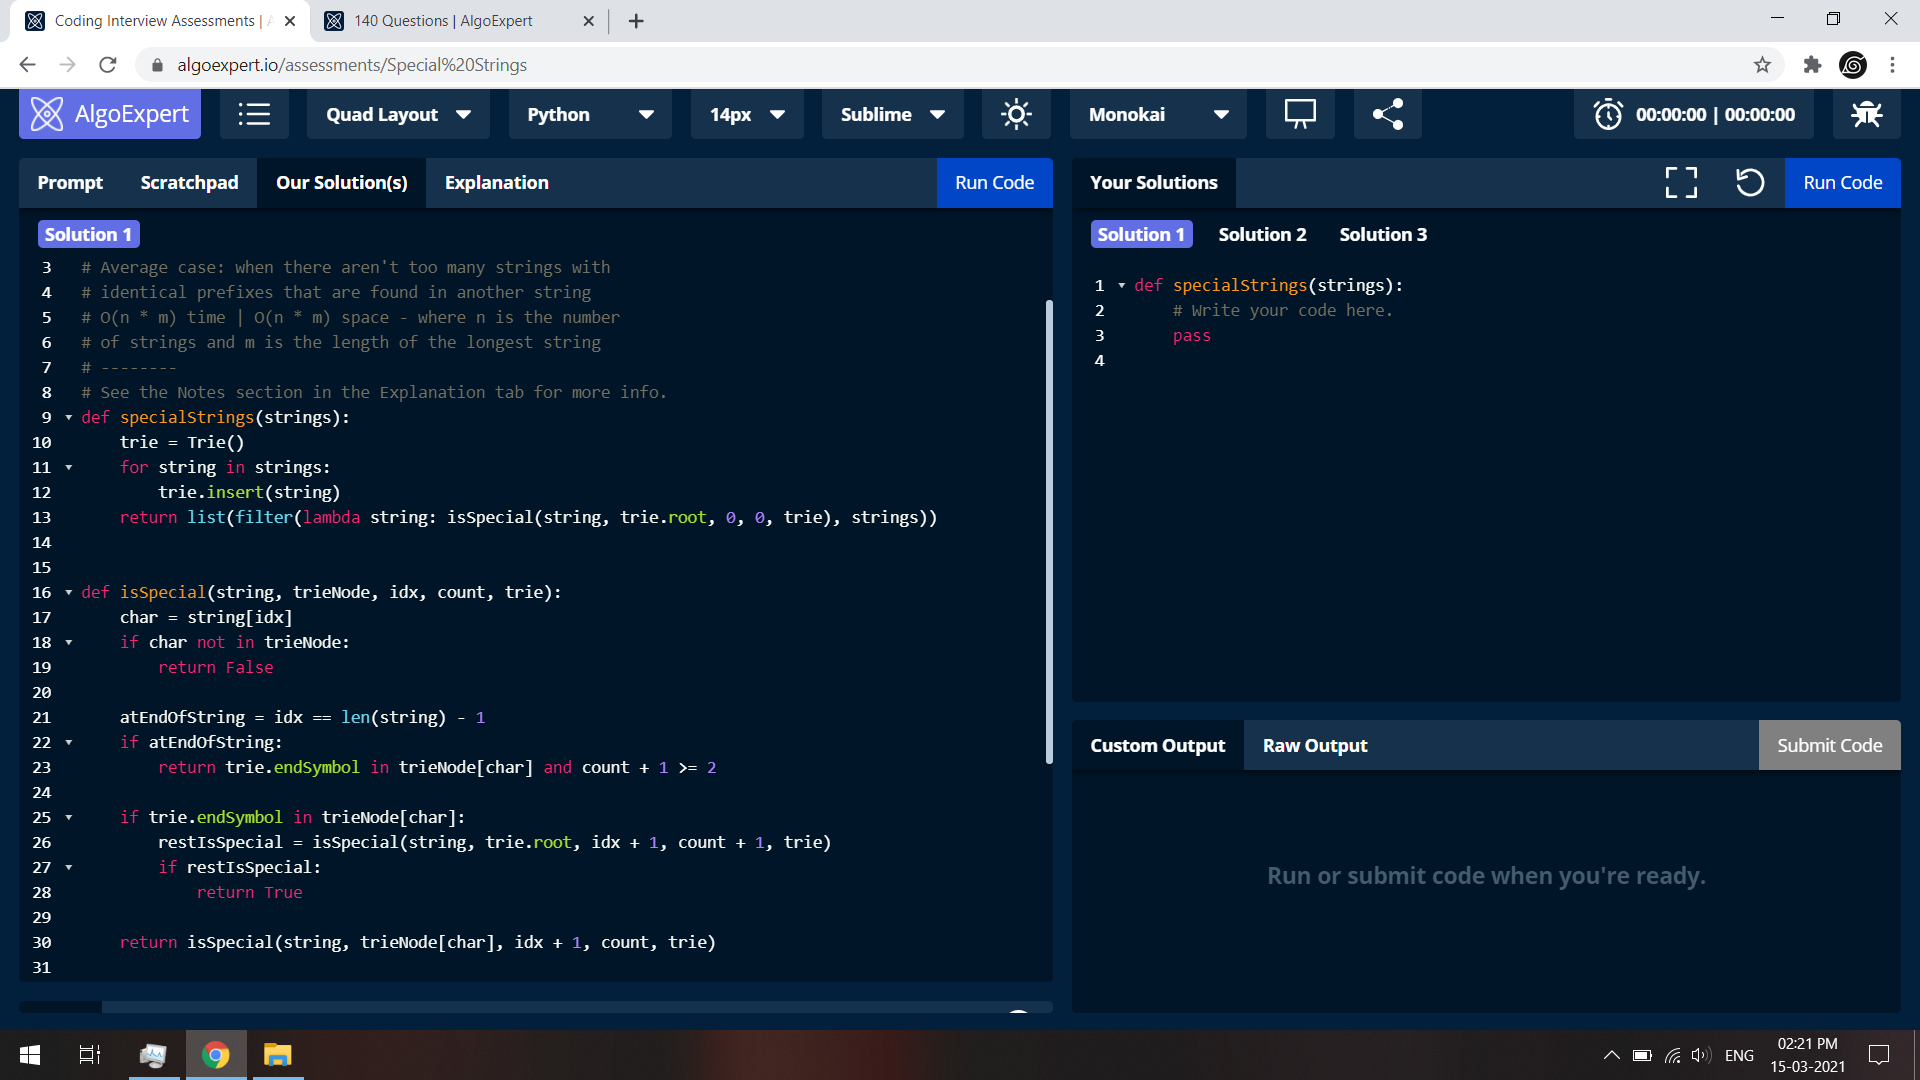 Coding Interview Assessments | A
140 Questions | AlgoExpert
algoexpert.io/assessments/Special%20Strings
AlgoExpert
Quad Layout
Python
14px
Sublime
Monokai
00:00:00 | 00:00:00
Prompt
Scratchpad
Our Solution(s)
Explanation
Run Code
Solution 1
3 # Average case: when there aren't too many strings with
4 # identical prefixes that are found in another string
5 # O(n * m) time | O(n * m) space - where n is the number
6 # of strings and m is the length of the longest string
7 # --------
8 # See the Notes section in the Explanation tab for more info.
9 def specialStrings(strings):
10 trie = Trie()
11 for string in strings:
12 trie.insert(string)
13 return list(filter(lambda string: isSpecial(string, trie.root, 0, 0, trie), strings))
14
15
16 def isSpecial(string, trieNode, idx, count, trie):
17 char = string[idx]
18 if char not in trieNode:
19 return False
20
21 atEndOfString = idx == len(string) - 1
22 if atEndOfString:
23 return trie.endSymbol in trieNode[char] and count + 1 >= 2
24
25 if trie.endSymbol in trieNode[char]:
26 restIsSpecial = isSpecial(string, trie.root, idx + 1, count + 1, trie)
27 if restIsSpecial:
28 return True
29
30 return isSpecial(string, trieNode[char], idx + 1, count, trie)
31
Your Solutions
Run Code
Solution 1
Solution 2
Solution 3
1 def specialStrings(strings):
2 # Write your code here.
3 pass
4
Custom Output
Raw Output
Submit Code
Run or submit code when you're ready.
ENG
02:21 PM
15-03-2021